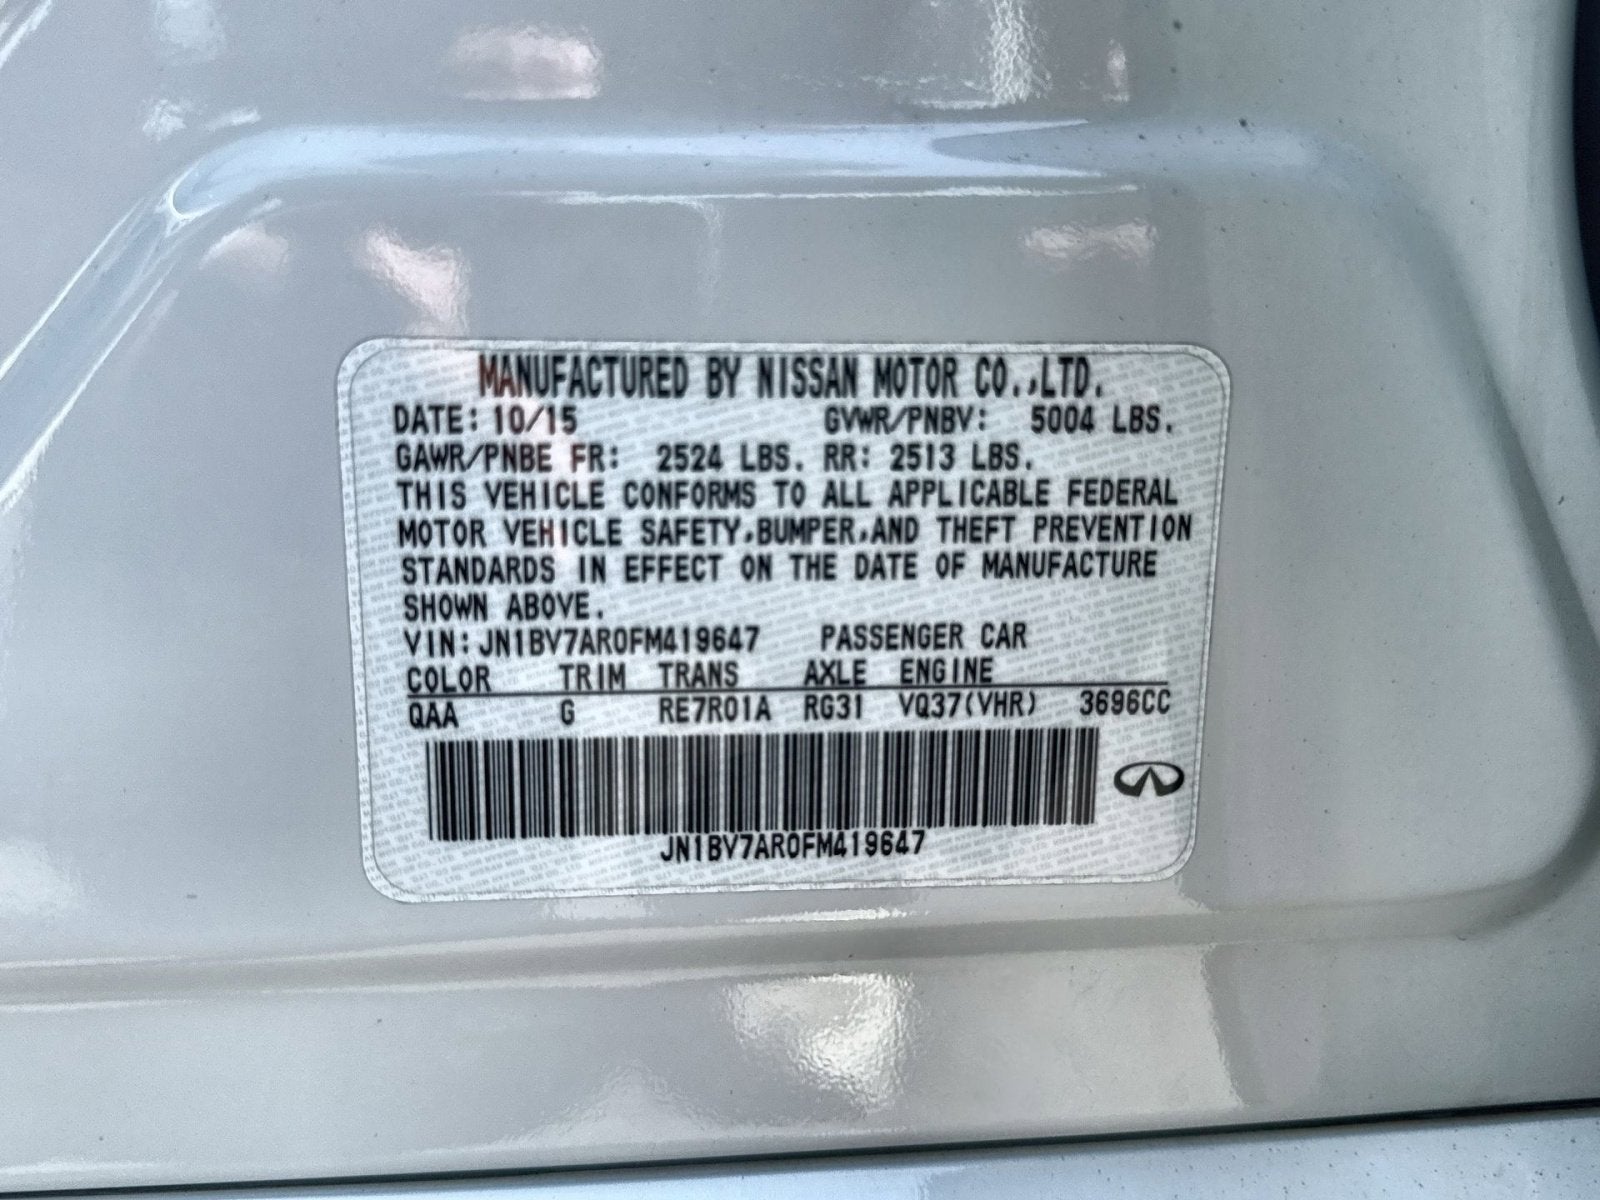 MANUFACTURED BY NISSAN MOTOR CO.,LTD.
DATE: 10/15 GVWR/PNBV: 5004 LBS.
GAWR/PNBE FR: 2524 LBS. RR: 2513 LBS.
THIS VEHICLE CONFORMS TO ALL APPLICABLE FEDERAL
MOTOR VEHICLE SAFETY,BUMPER,AND THEFT PREVENTION
STANDARDS IN EFFECT ON THE DATE OF MANUFACTURE
SHOWN ABOVE.
VIN:JN1BV7AR0FM419647 PASSENGER CAR
COLOR TRIM TRANS AXLE ENGINE
QAA G RE7R01A RG31 VQ37(VHR) 3696CC
JN1BV7AR0FM419647